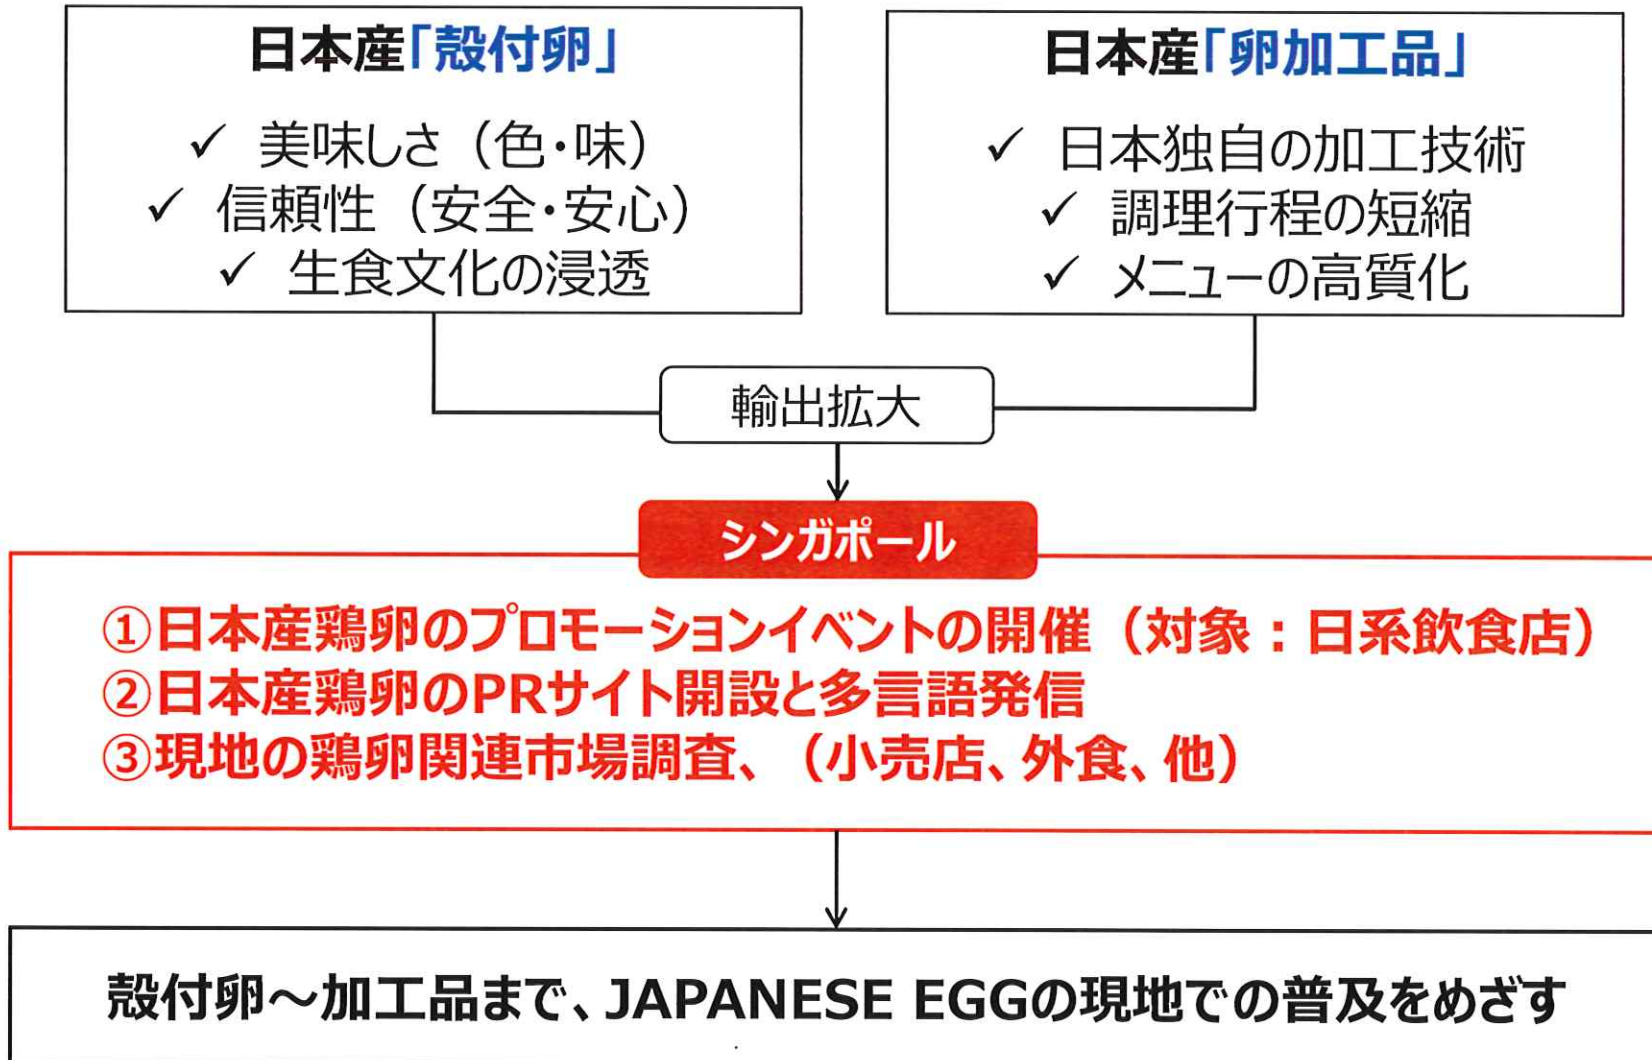 日本産「殻付卵」
✓ 美味しさ（色・味）
✓ 信頼性（安全・安心）
✓ 生食文化の浸透
日本産「卵加工品」
✓ 日本独自の加工技術
✓ 調理行程の短縮
✓ メニューの高質化
輸出拡大
シンガポール
①日本産鶏卵のプロモーションイベントの開催（対象：日系飲食店）
②日本産鶏卵のPRサイト開設と多言語発信
③現地の鶏卵関連市場調査、（小売店、外食、他）
殻付卵～加工品まで、JAPANESE EGGの現地での普及をめざす